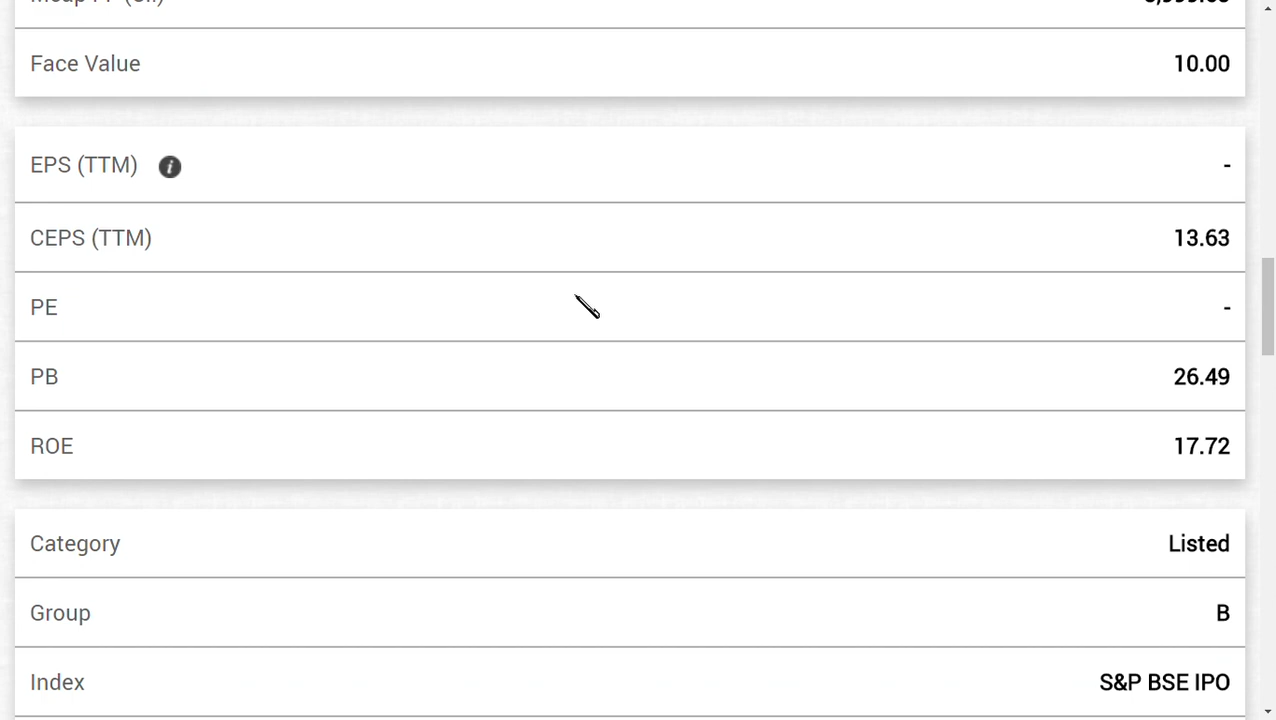 Face Value 10.00
EPS (TTM) i -
CEPS (TTM) 13.63
PE -
PB 26.49
ROE 17.72
Category Listed
Group B
Index S&P BSE IPO